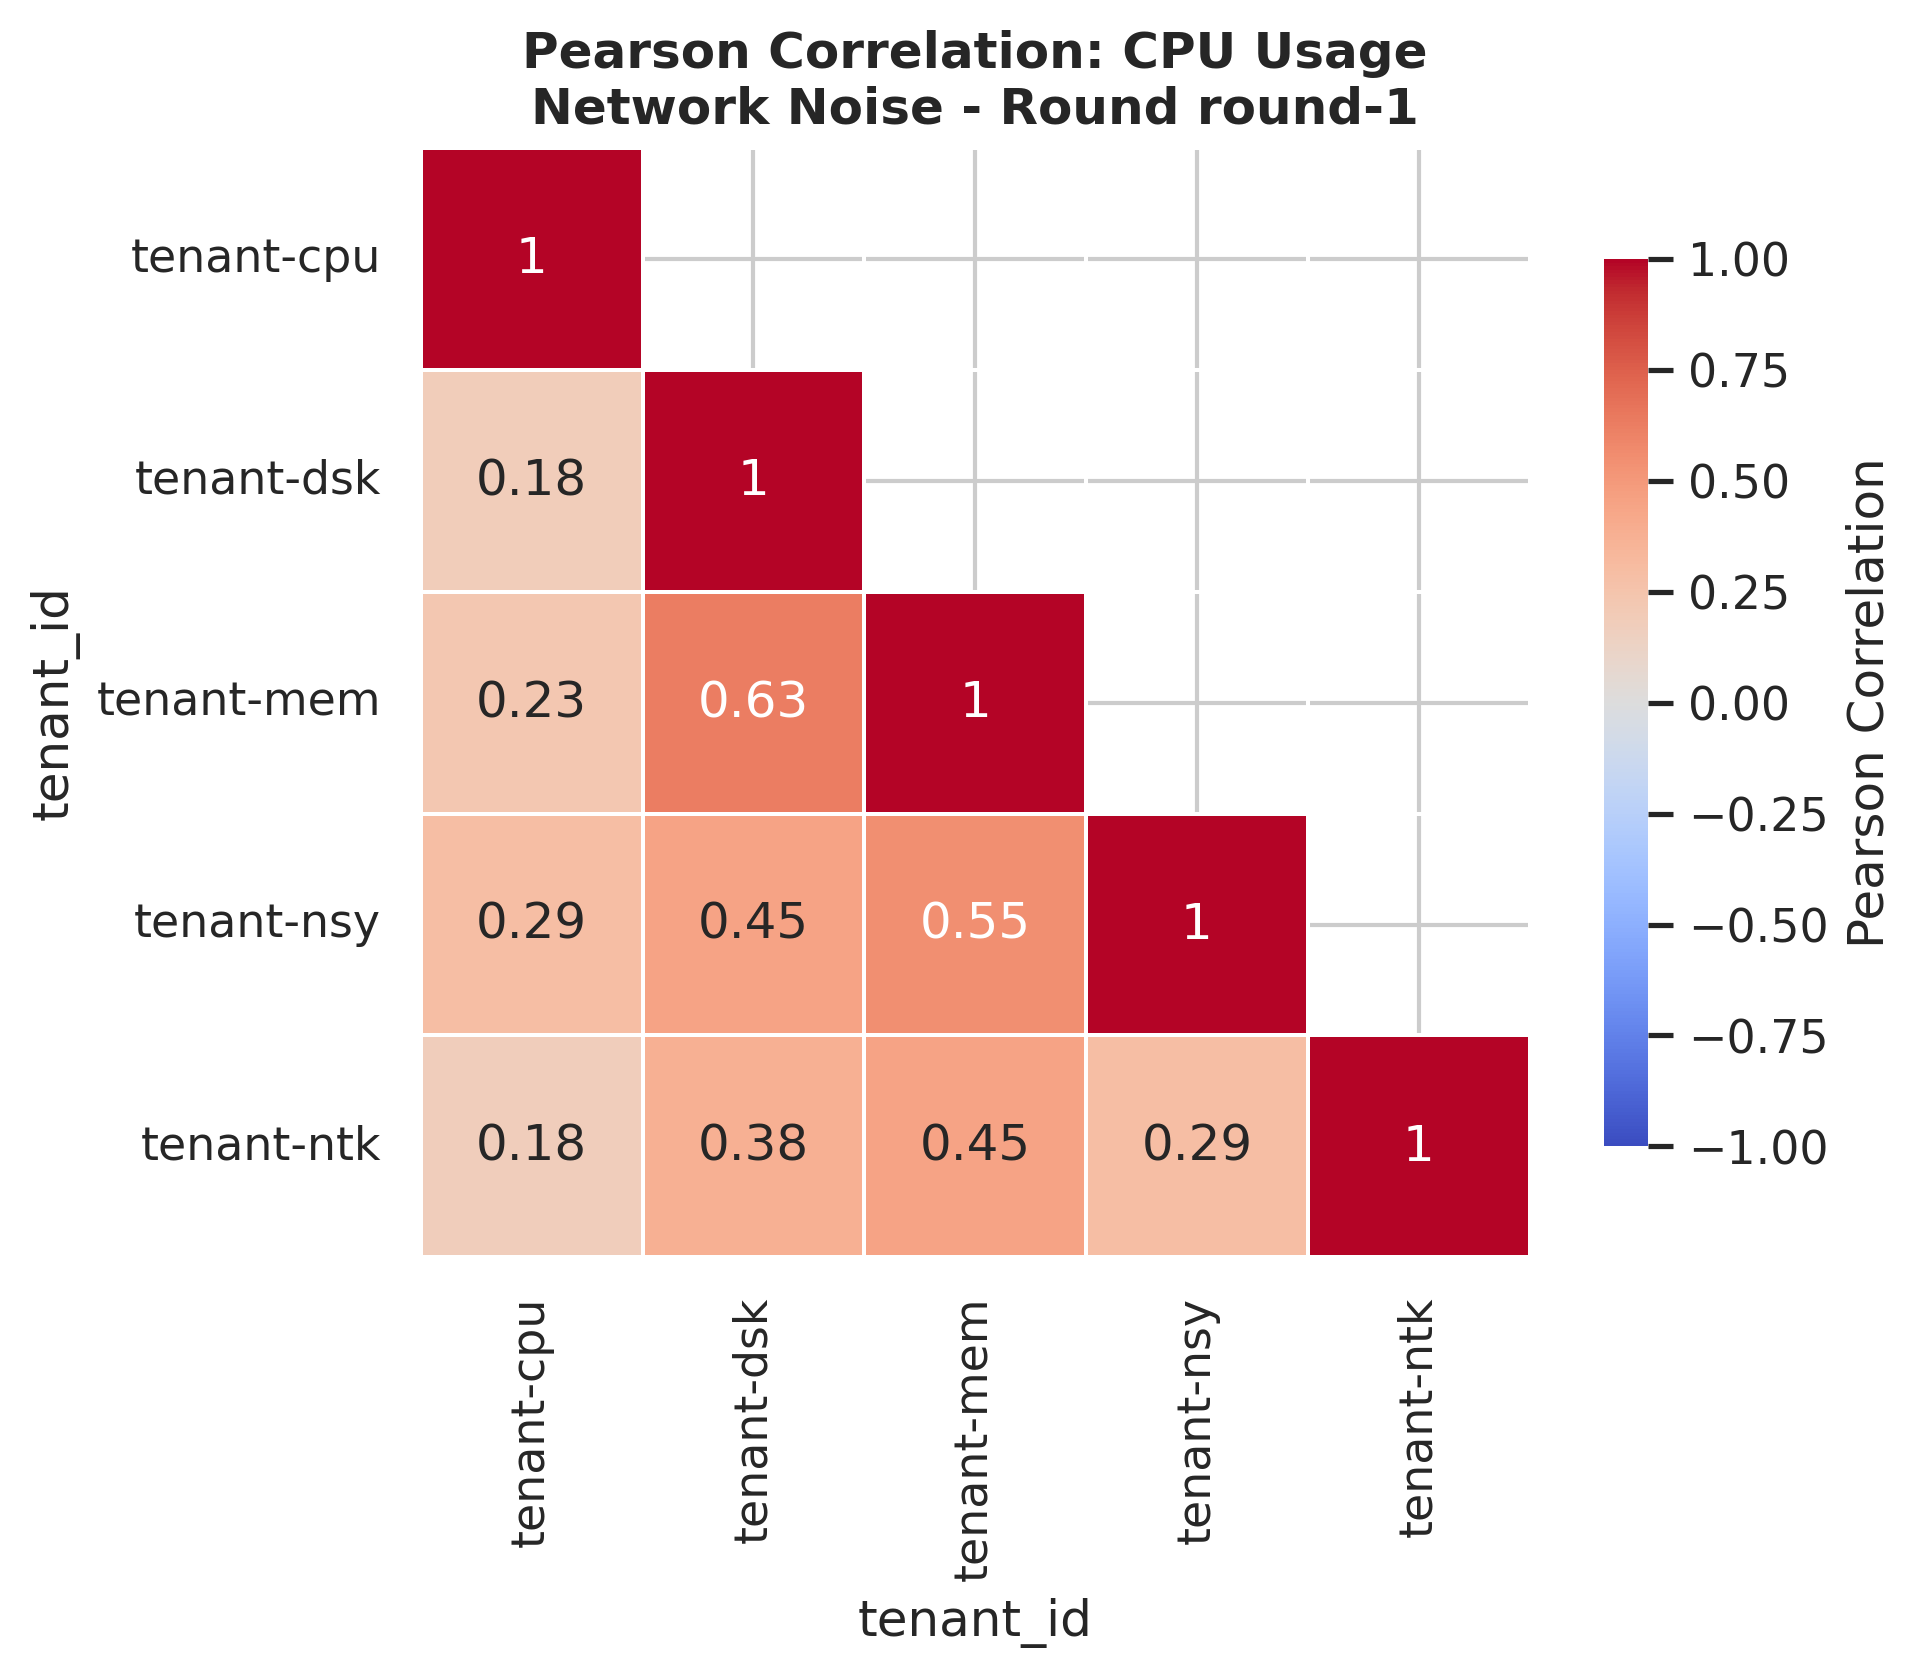 Pearson Correlation: CPU Usage
Network Noise - Round round-1
tenant_id
tenant-cpu
1
tenant-dsk
0.18 1
tenant-mem
0.23 0.63 1
tenant-nsy
0.29 0.45 0.55 1
tenant-ntk
0.18 0.38 0.45 0.29 1
tenant-cpu
tenant-dsk
tenant-mem
tenant-nsy
tenant-ntk
tenant_id
1.00
0.75
0.50
0.25
0.00
−0.25
−0.50
−0.75
−1.00
Pearson Correlation